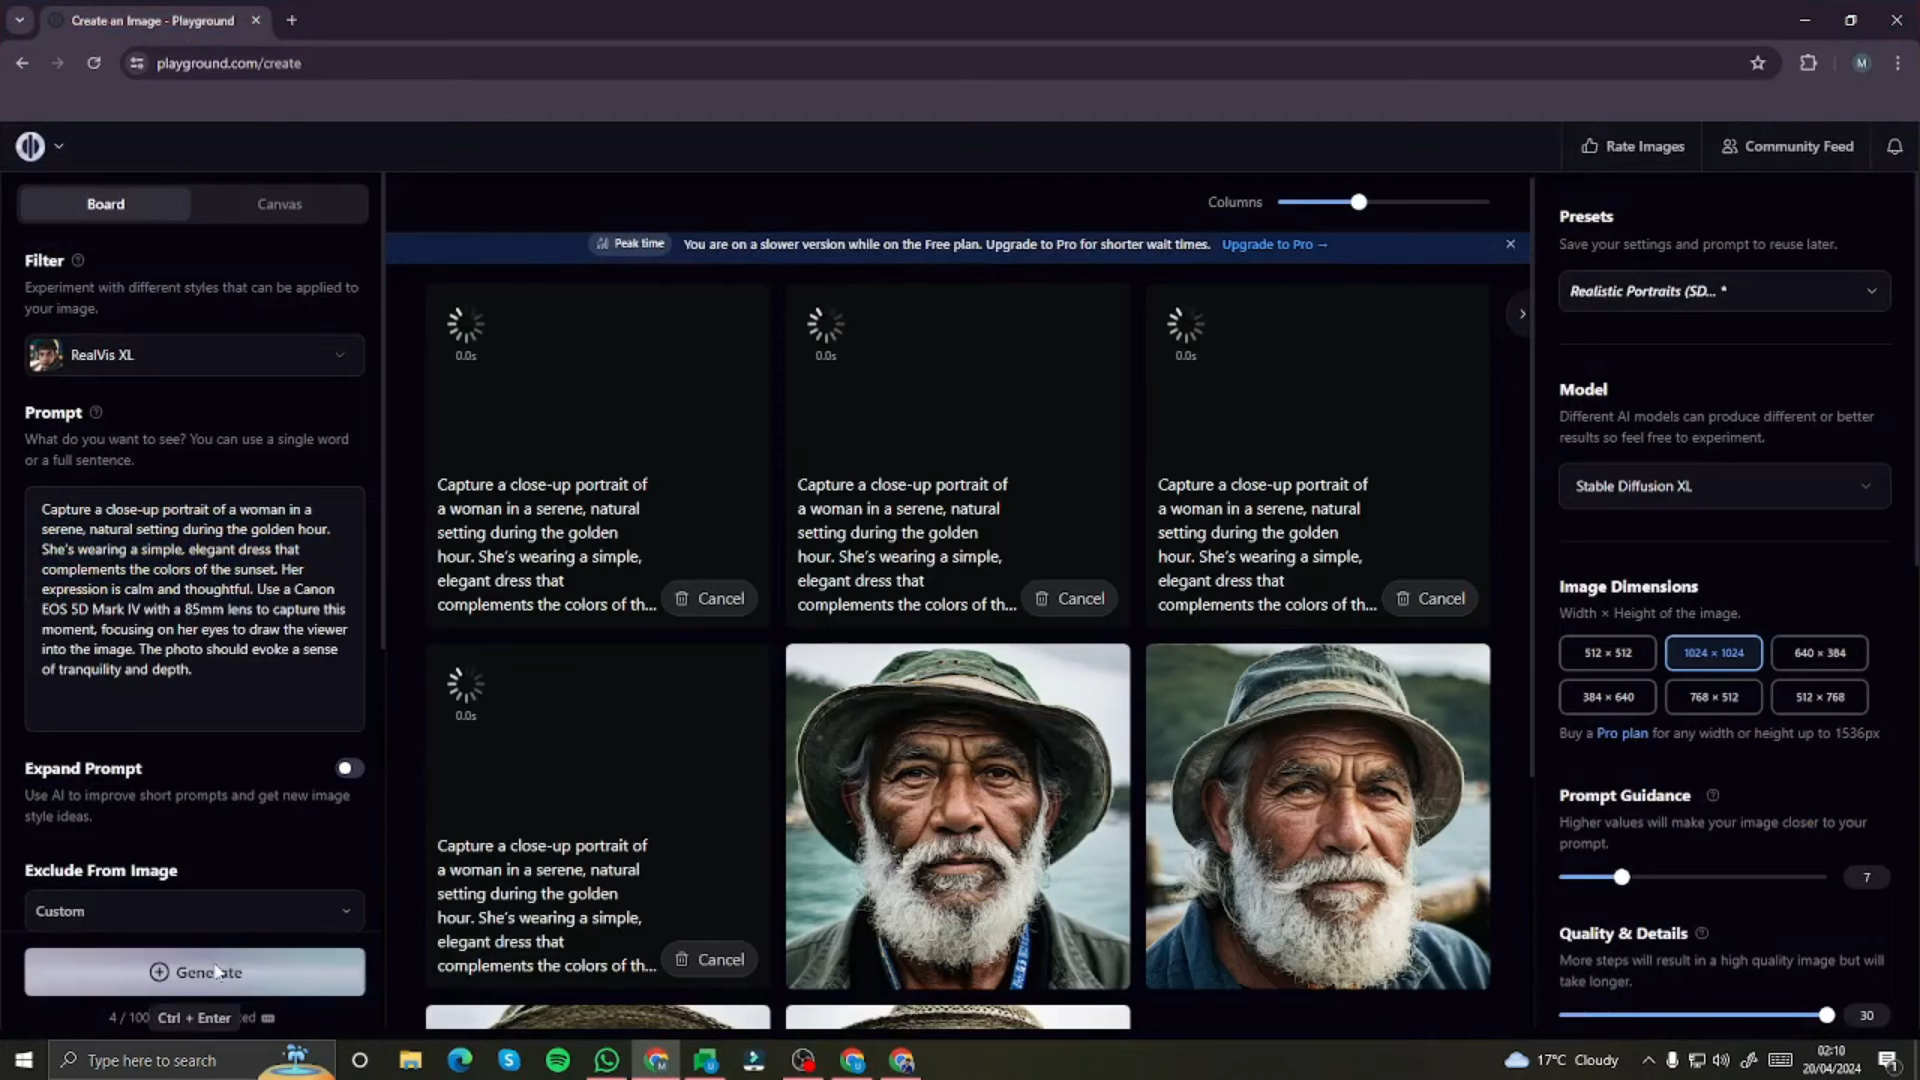 Create an Image - Playground
playground.com/create
M
Rate Images
Community Feed
Board
Canvas
Columns
Peak time
You are on a slower version while on the Free plan. Upgrade to Pro for shorter wait times. Upgrade to Pro →
Filter
Experiment with different styles that can be applied to
your image.
RealVis XL
Prompt
What do you want to see? You can use a single word
or a full sentence.
Capture a close-up portrait of a woman in a
serene, natural setting during the golden hour.
She's wearing a simple, elegant dress that
complements the colors of the sunset. Her
expression is calm and thoughtful. Use a Canon
EOS 5D Mark IV with a 85mm lens to capture this
moment, focusing on her eyes to draw the viewer
into the image. The photo should evoke a sense
of tranquility and depth.
Expand Prompt
Use AI to improve short prompts and get new image
style ideas.
Exclude From Image
Custom
Generate
4 / 100
Ctrl + Enter
0.0s
Capture a close-up portrait of
a woman in a serene, natural
setting during the golden
hour. She's wearing a simple,
elegant dress that
complements the colors of th...
Cancel
0.0s
Capture a close-up portrait of
a woman in a serene, natural
setting during the golden
hour. She's wearing a simple,
elegant dress that
complements the colors of th...
Cancel
0.0s
Capture a close-up portrait of
a woman in a serene, natural
setting during the golden
hour. She's wearing a simple,
elegant dress that
complements the colors of th...
Cancel
0.0s
Capture a close-up portrait of
a woman in a serene, natural
setting during the golden
hour. She's wearing a simple,
elegant dress that
complements the colors of th...
Cancel
Presets
Save your settings and prompt to reuse later.
Realistic Portraits (SD... *
Model
Different AI models can produce different or better
results so feel free to experiment.
Stable Diffusion XL
Image Dimensions
Width × Height of the image.
512 × 512
1024 × 1024
640 × 384
384 × 640
768 × 512
512 × 768
Buy a Pro plan for any width or height up to 1536px
Prompt Guidance
Higher values will make your image closer to your
prompt.
7
Quality & Details
More steps will result in a high quality image but will
take longer.
30
Type here to search
17°C Cloudy
02:10
20/04/2024